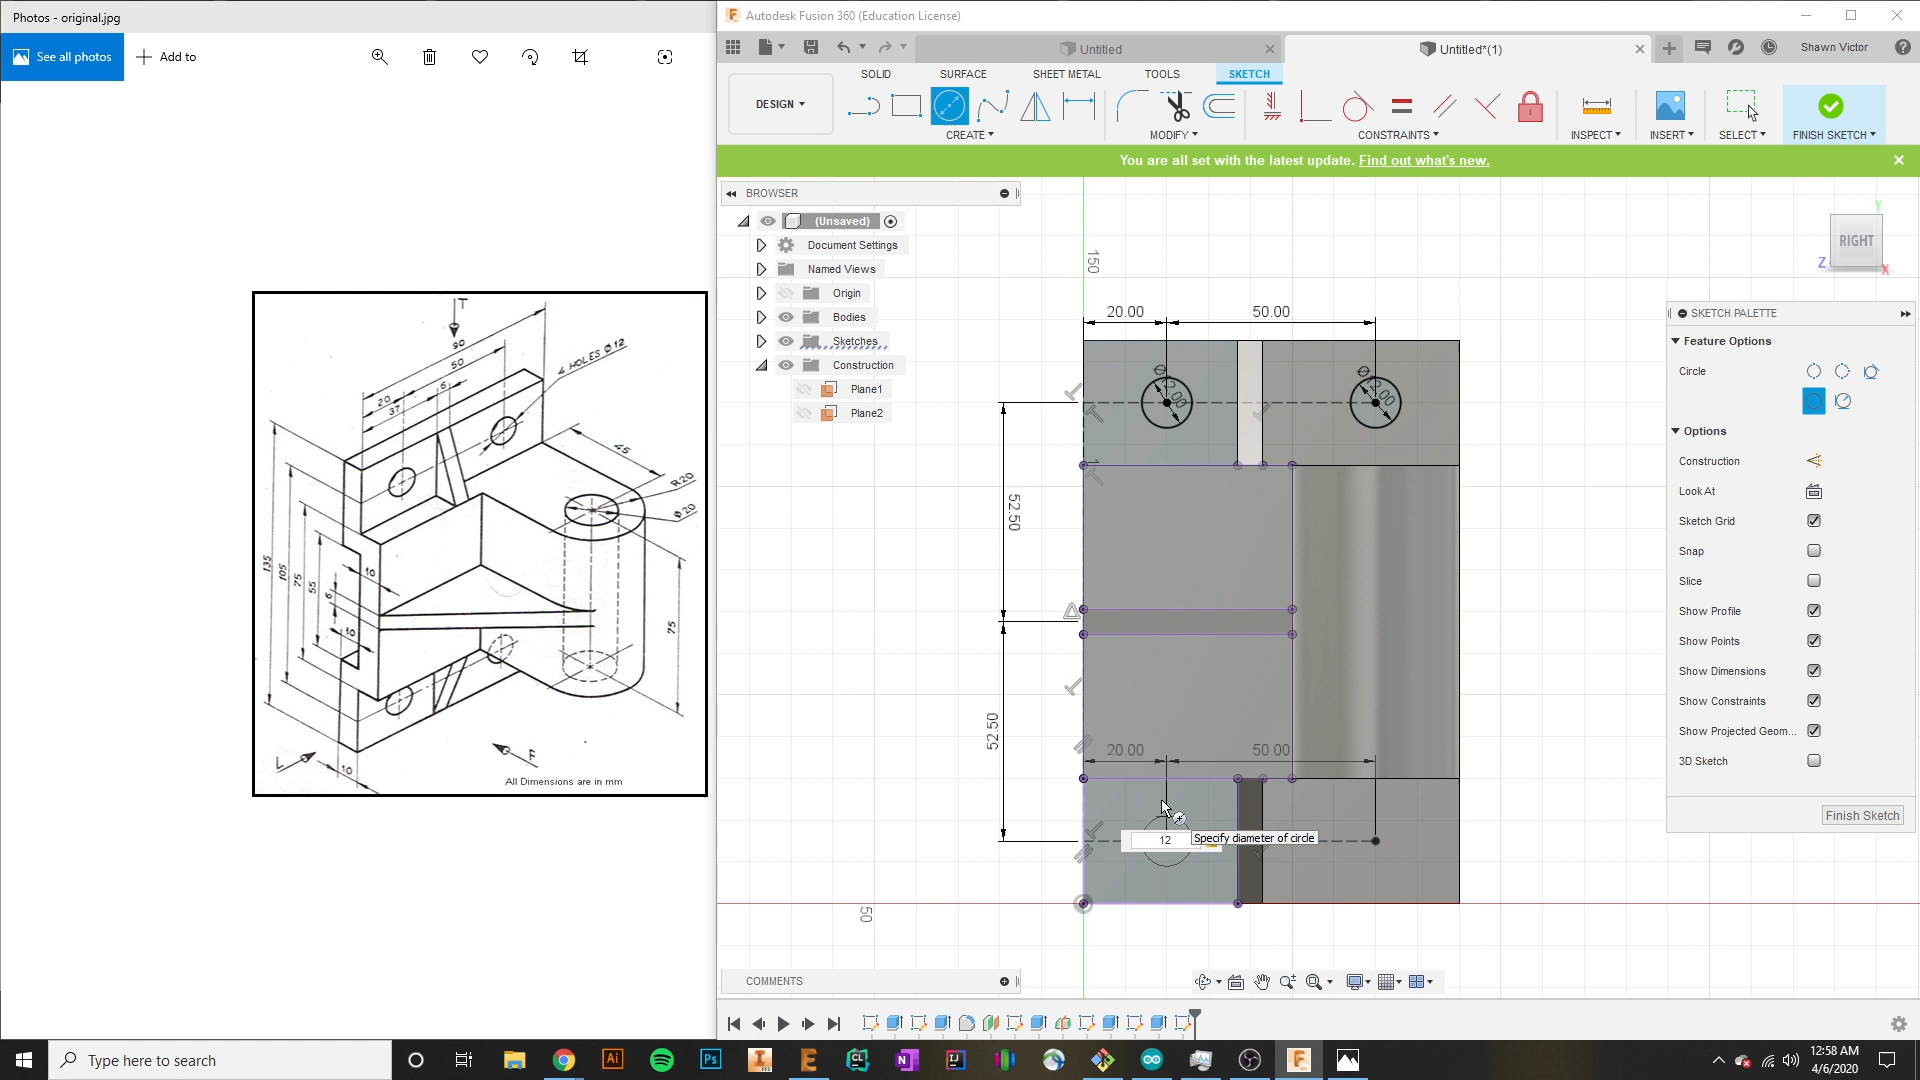 Photos - original.jpg
See all photos
Add to
T
90
50
6
4 HOLES Ø 12
20
37
45
R20
Ø 20
10
135
105
75
55
6
10
75
L
F
10
All Dimensions are in mm
Autodesk Fusion 360 (Education License)
Untitled
Untitled*(1)
Shawn Victor
DESIGN
SOLID
SURFACE
SHEET METAL
TOOLS
SKETCH
CREATE
MODIFY
CONSTRAINTS
INSPECT
INSERT
SELECT
FINISH SKETCH
You are all set with the latest update. Find out what's new.
BROWSER
(Unsaved)
Document Settings
Named Views
Origin
Bodies
Sketches
Construction
Plane1
Plane2
150
20.00
50.00
52.50
52.50
20.00
50.00
12
Specify diameter of circle
50
Y
RIGHT
Z
X
SKETCH PALETTE
Feature Options
Circle
Options
Construction
Look At
Sketch Grid
Snap
Slice
Show Profile
Show Points
Show Dimensions
Show Constraints
Show Projected Geom...
3D Sketch
Finish Sketch
COMMENTS
Type here to search
12:58 AM
4/6/2020